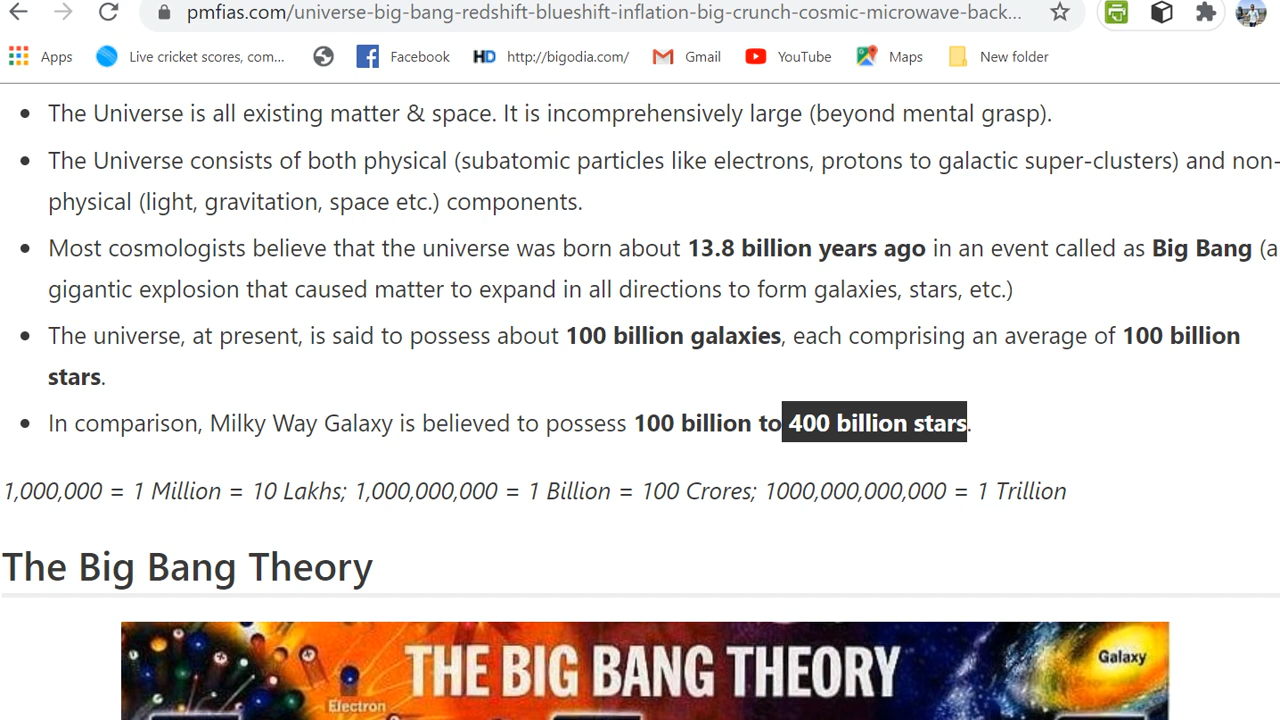 pmfias.com/universe-big-bang-redshift-blueshift-inflation-big-crunch-cosmic-microwave-back...
Apps Live cricket scores, com... Facebook HD http://bigodia.com/ Gmail YouTube Maps New folder
• The Universe is all existing matter & space. It is incomprehensively large (beyond mental grasp).
• The Universe consists of both physical (subatomic particles like electrons, protons to galactic super-clusters) and non-
physical (light, gravitation, space etc.) components.
• Most cosmologists believe that the universe was born about 13.8 billion years ago in an event called as Big Bang (a
gigantic explosion that caused matter to expand in all directions to form galaxies, stars, etc.)
• The universe, at present, is said to possess about 100 billion galaxies, each comprising an average of 100 billion
stars.
• In comparison, Milky Way Galaxy is believed to possess 100 billion to 400 billion stars.
1,000,000 = 1 Million = 10 Lakhs; 1,000,000,000 = 1 Billion = 100 Crores; 1000,000,000,000 = 1 Trillion
The Big Bang Theory
THE BIG BANG THEORY
Galaxy
Electron